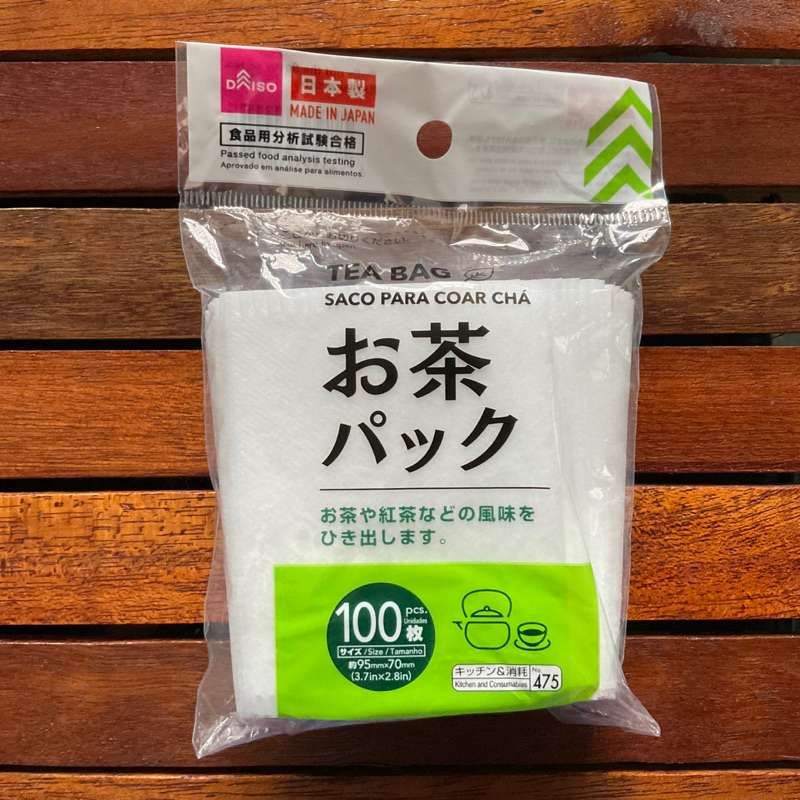 DAISO
日本製
MADE IN JAPAN
食品用分析試験合格
Passed food analysis testing
Aprovado em análise para alimentos.
TEA BAG
SACO PARA COAR CHÁ
お茶
パック
お茶や紅茶などの風味を
ひき出します。
100 pcs. Unidades 枚
サイズ/Size/Tamanho
約95mm×70mm
(3.7in×2.8in)
キッチン&消耗
Kitchen and Consumables
No. 475